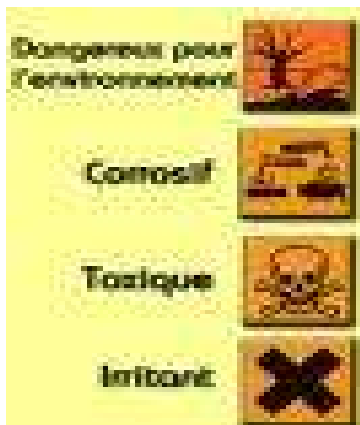 Dangereux pour
l'environnement
Corrosif
Toxique
Irritant